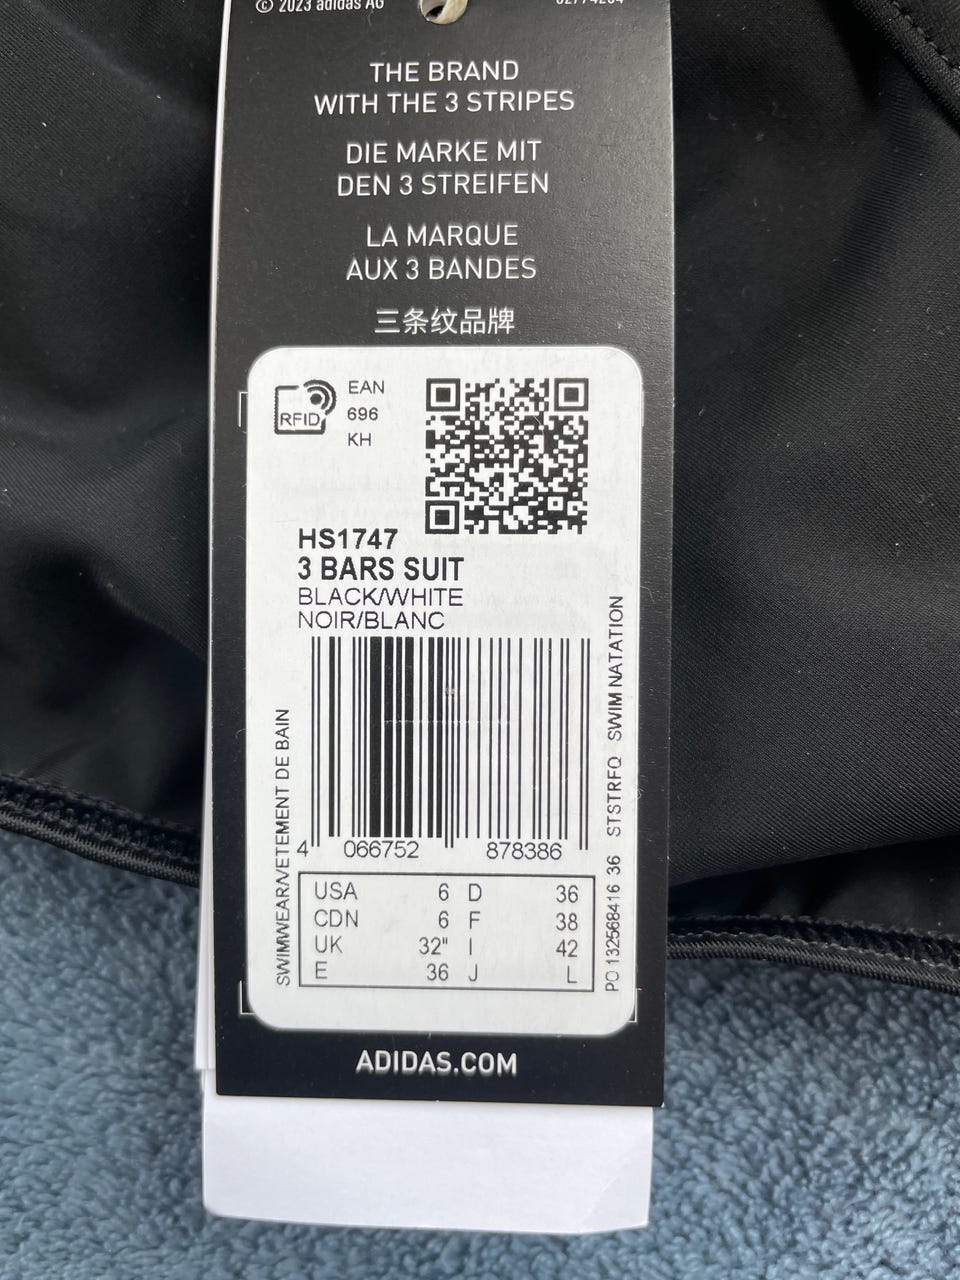 © 2023 adidas AG
THE BRAND
WITH THE 3 STRIPES
DIE MARKE MIT
DEN 3 STREIFEN
LA MARQUE
AUX 3 BANDES
三条纹品牌
RFID
EAN
696
KH
HS1747
3 BARS SUIT
BLACK/WHITE
NOIR/BLANC
SWIMWEAR/VETEMENT DE BAIN
PO 132568416 36 STSTRFQ SWIM NATATION
4 066752 878386
USA 6 D 36
CDN 6 F 38
UK 32" I 42
E 36 J L
ADIDAS.COM